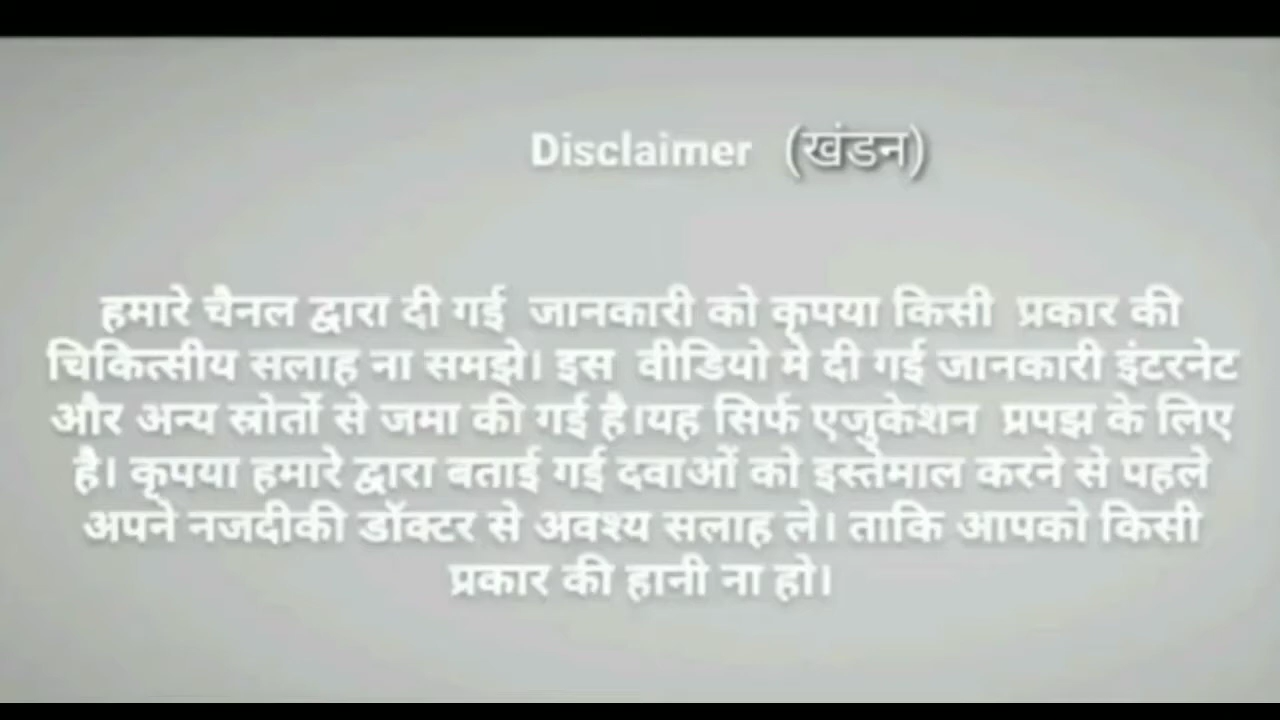 Disclaimer (खंडन)
हमारे चैनल द्वारा दी गई जानकारी को कृपया किसी प्रकार की
चिकित्सीय सलाह ना समझे। इस वीडियो मे दी गई जानकारी इंटरनेट
और अन्य स्रोतों से जमा की गई है।यह सिर्फ एजुकेशन प्रपझ के लिए
है। कृपया हमारे द्वारा बताई गई दवाओं को इस्तेमाल करने से पहले
अपने नजदीकी डॉक्टर से अवश्य सलाह ले। ताकि आपको किसी
प्रकार की हानी ना हो।